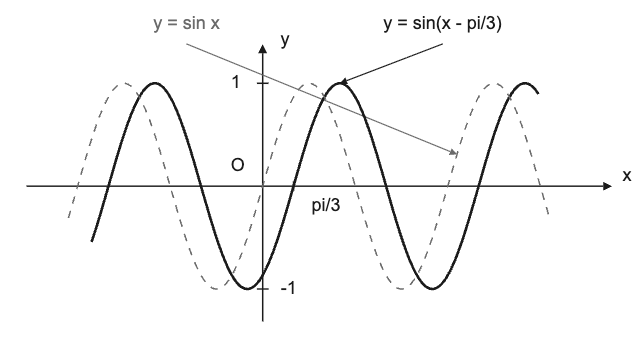 y = sin x
y = sin(x - pi/3)
y
1
O
x
pi/3
-1